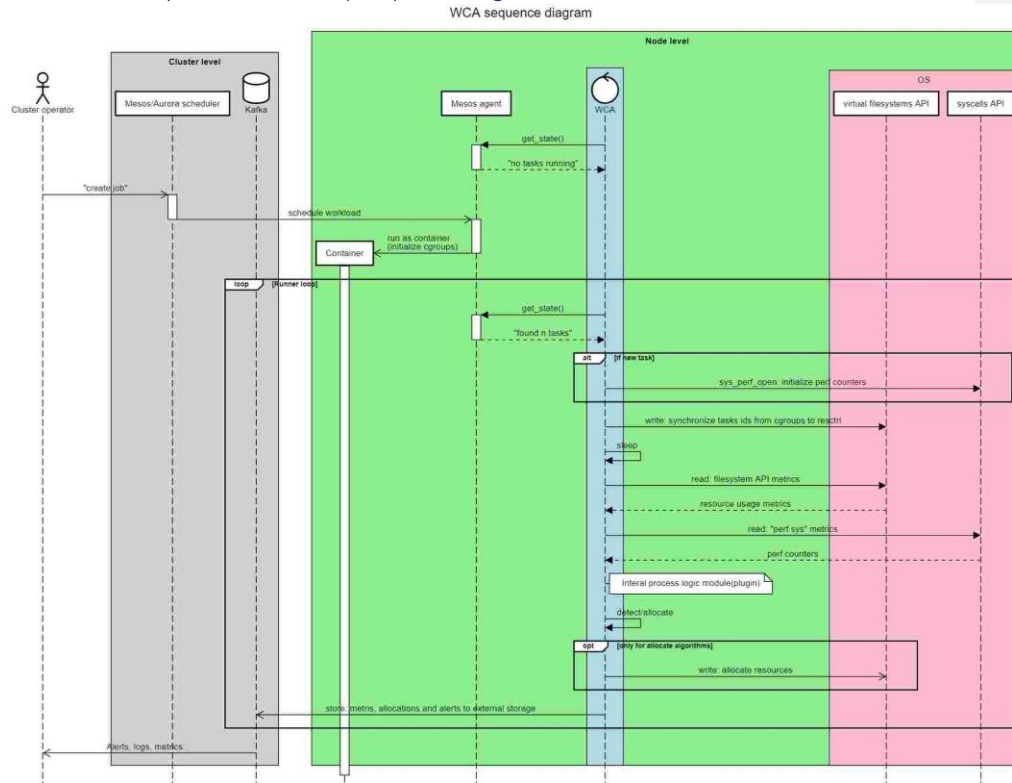 WCA sequence diagram
Node level
Cluster level
OS
Cluster operator
Mesos/Aurora scheduler
Kafka
Mesos agent
WCA
virtual filesystems API
syscalls API
get_state()
"no tasks running"
"create job"
schedule workload
run as container
(initialize cgroups)
Container
loop
[Runner loop]
get_state()
"found n tasks"
alt
[if new task]
sys_perf_open: initialize perf counters
write: synchronize tasks ids from cgroups to resctrl
sleep
read: filesystem API metrics
resource usage metrics
read: "perf sys" metrics
perf counters
Interal process logic module(plugin)
detect/allocate
opt
[only for allocate algorithms]
write: allocate resources
store: metris, allocations and alerts to external storage
Alerts, logs, metrics...